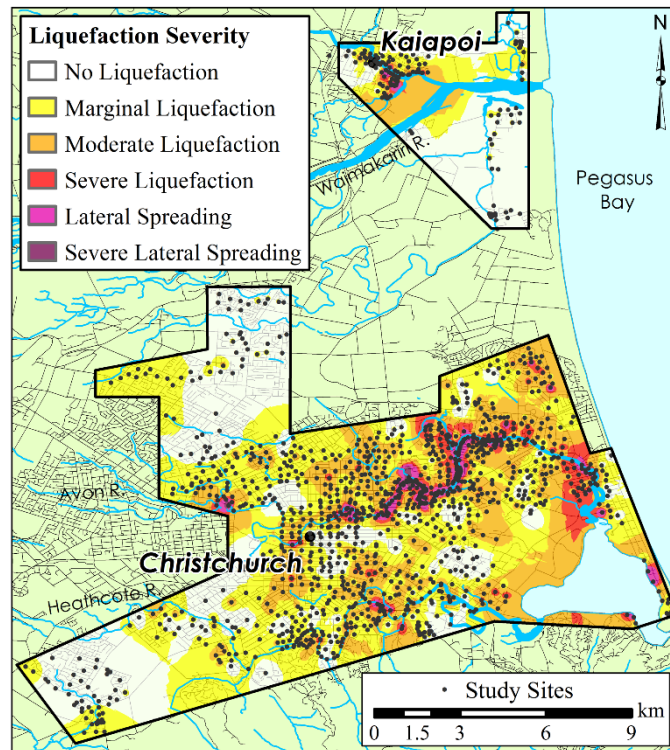 Liquefaction Severity
No Liquefaction
Marginal Liquefaction
Moderate Liquefaction
Severe Liquefaction
Lateral Spreading
Severe Lateral Spreading
Kaiapoi
N
Waimakariri R.
Pegasus
Bay
Avon R.
Christchurch
Heathcote R.
Study Sites
km
0 1.5 3 6 9